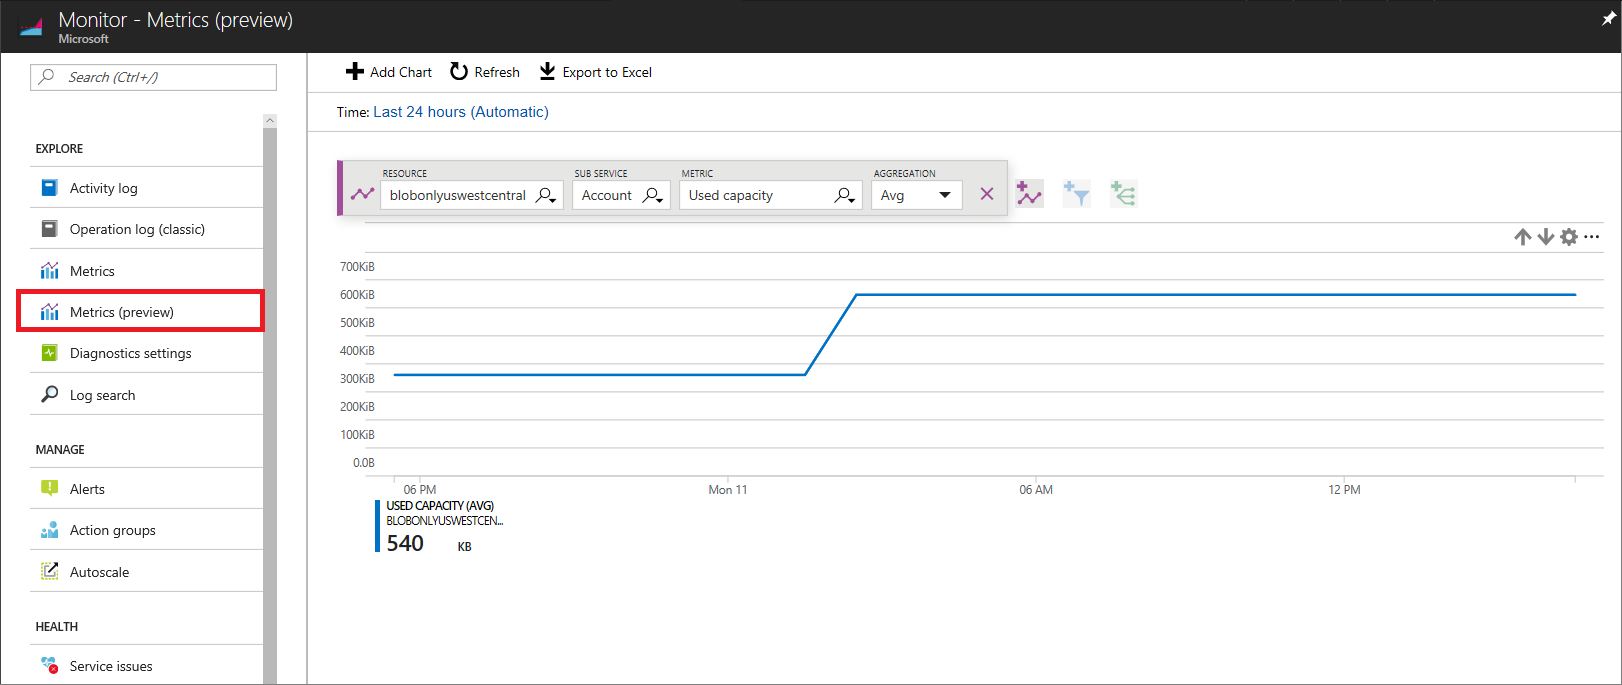 Monitor - Metrics (preview)
Microsoft
Search (Ctrl+/)
EXPLORE
Activity log
Operation log (classic)
Metrics
Metrics (preview)
Diagnostics settings
Log search
MANAGE
Alerts
Action groups
Autoscale
HEALTH
Service issues
Add Chart Refresh Export to Excel
Time: Last 24 hours (Automatic)
RESOURCE SUB SERVICE METRIC AGGREGATION
blobonlyuswestcentral Account Used capacity Avg
700KiB
600KiB
500KiB
400KiB
300KiB
200KiB
100KiB
0.0B
06 PM Mon 11 06 AM 12 PM
USED CAPACITY (AVG)
BLOBONLYUSWESTCEN...
540 KB